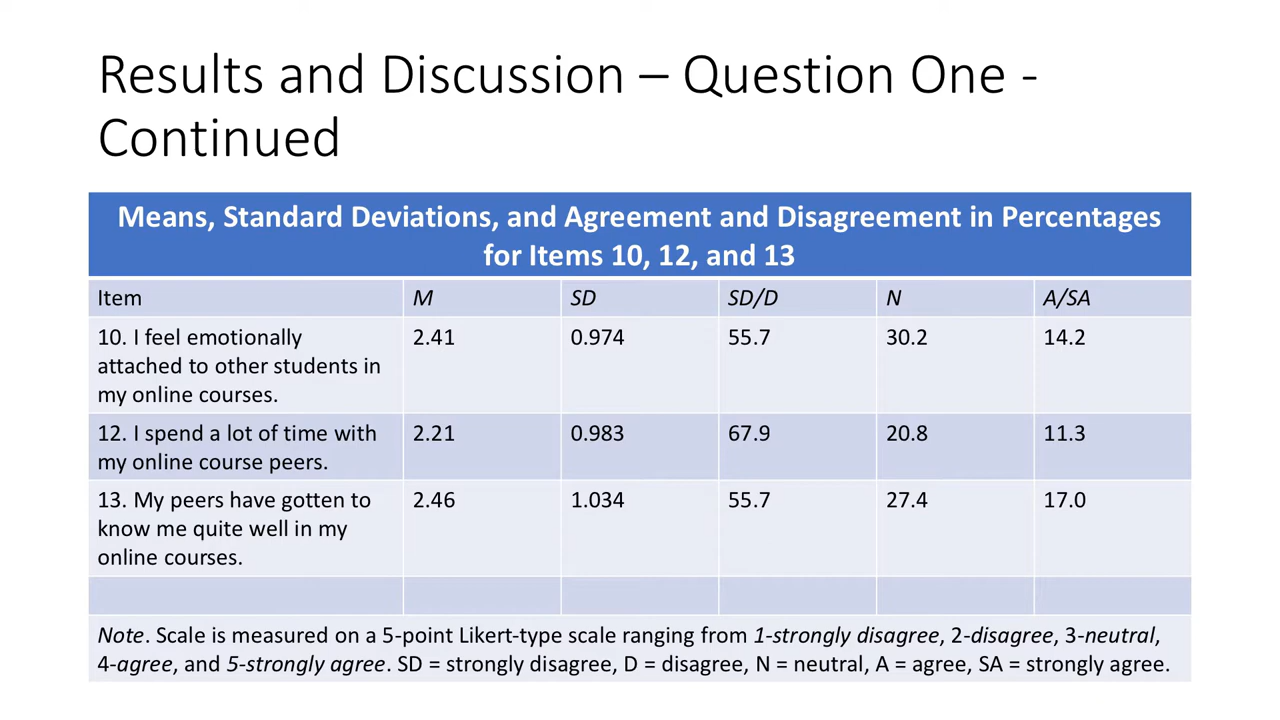 Results and Discussion – Question One -
Continued
Means, Standard Deviations, and Agreement and Disagreement in Percentages
for Items 10, 12, and 13
Item M SD SD/D N A/SA
10. I feel emotionally 2.41 0.974 55.7 30.2 14.2
attached to other students in
my online courses.
12. I spend a lot of time with 2.21 0.983 67.9 20.8 11.3
my online course peers.
13. My peers have gotten to 2.46 1.034 55.7 27.4 17.0
know me quite well in my
online courses.
Note. Scale is measured on a 5-point Likert-type scale ranging from 1-strongly disagree, 2-disagree, 3-neutral,
4-agree, and 5-strongly agree. SD = strongly disagree, D = disagree, N = neutral, A = agree, SA = strongly agree.